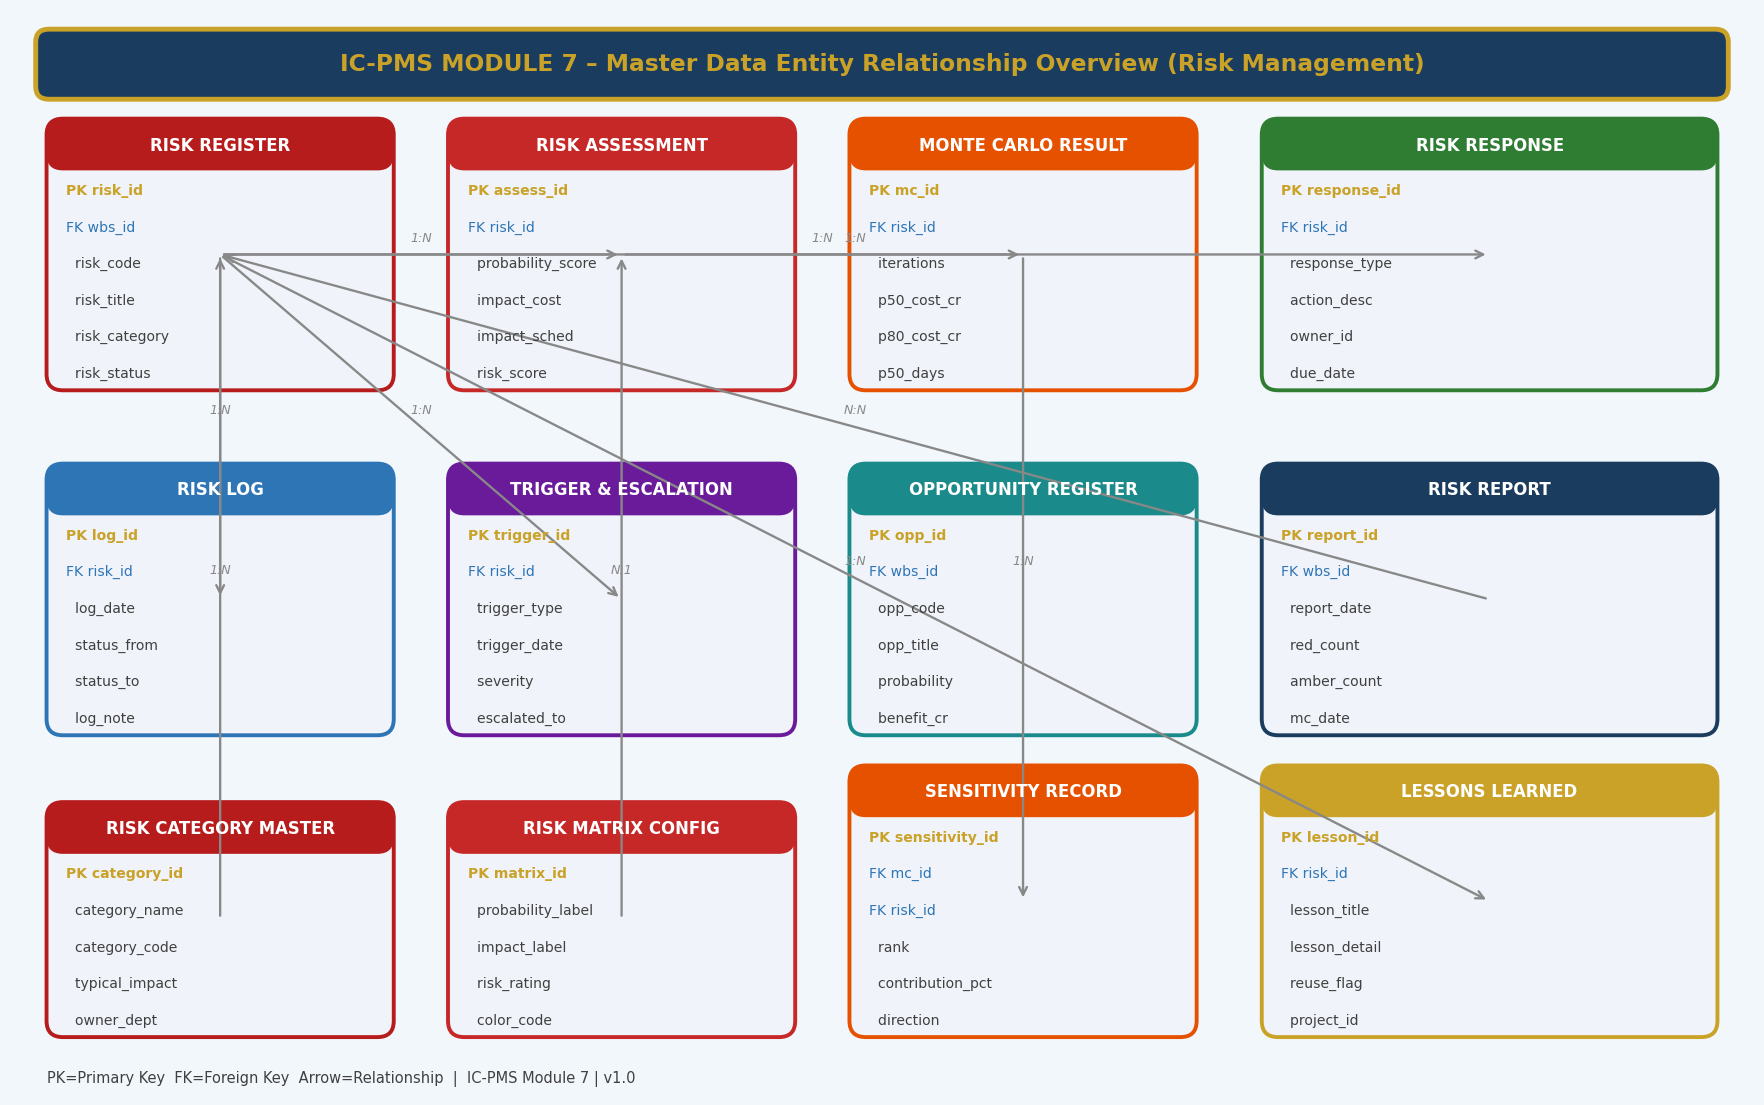 IC-PMS MODULE 7 – Master Data Entity Relationship Overview (Risk Management)
RISK REGISTER
PK risk_id
FK wbs_id
risk_code
risk_title
risk_category
risk_status
1:N
RISK ASSESSMENT
PK assess_id
FK risk_id
probability_score
impact_cost
impact_sched
risk_score
1:N
1:N
MONTE CARLO RESULT
PK mc_id
FK risk_id
iterations
p50_cost_cr
p80_cost_cr
p50_days
RISK RESPONSE
PK response_id
FK risk_id
response_type
action_desc
owner_id
due_date
1:N
1:N
N:N
RISK LOG
PK log_id
FK risk_id
log_date
status_from
status_to
log_note
1:N
TRIGGER & ESCALATION
PK trigger_id
FK risk_id
trigger_type
trigger_date
severity
escalated_to
N:1
1:N
OPPORTUNITY REGISTER
PK opp_id
FK wbs_id
opp_code
opp_title
probability
benefit_cr
1:N
RISK REPORT
PK report_id
FK wbs_id
report_date
red_count
amber_count
mc_date
RISK CATEGORY MASTER
PK category_id
category_name
category_code
typical_impact
owner_dept
RISK MATRIX CONFIG
PK matrix_id
probability_label
impact_label
risk_rating
color_code
SENSITIVITY RECORD
PK sensitivity_id
FK mc_id
FK risk_id
rank
contribution_pct
direction
LESSONS LEARNED
PK lesson_id
FK risk_id
lesson_title
lesson_detail
reuse_flag
project_id
PK=Primary Key  FK=Foreign Key  Arrow=Relationship  |  IC-PMS Module 7 | v1.0